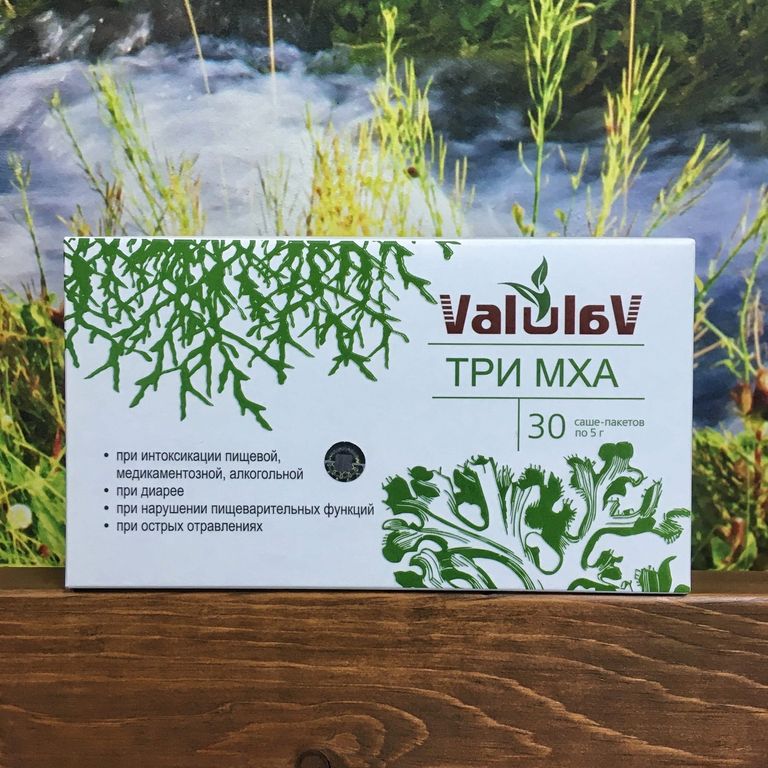 ValulaV
ТРИ МХА
30 саше-пакетов
по 5 г
• при интоксикации пищевой,
медикаментозной, алкогольной
• при диарее
• при нарушении пищеварительных функций
• при острых отравлениях